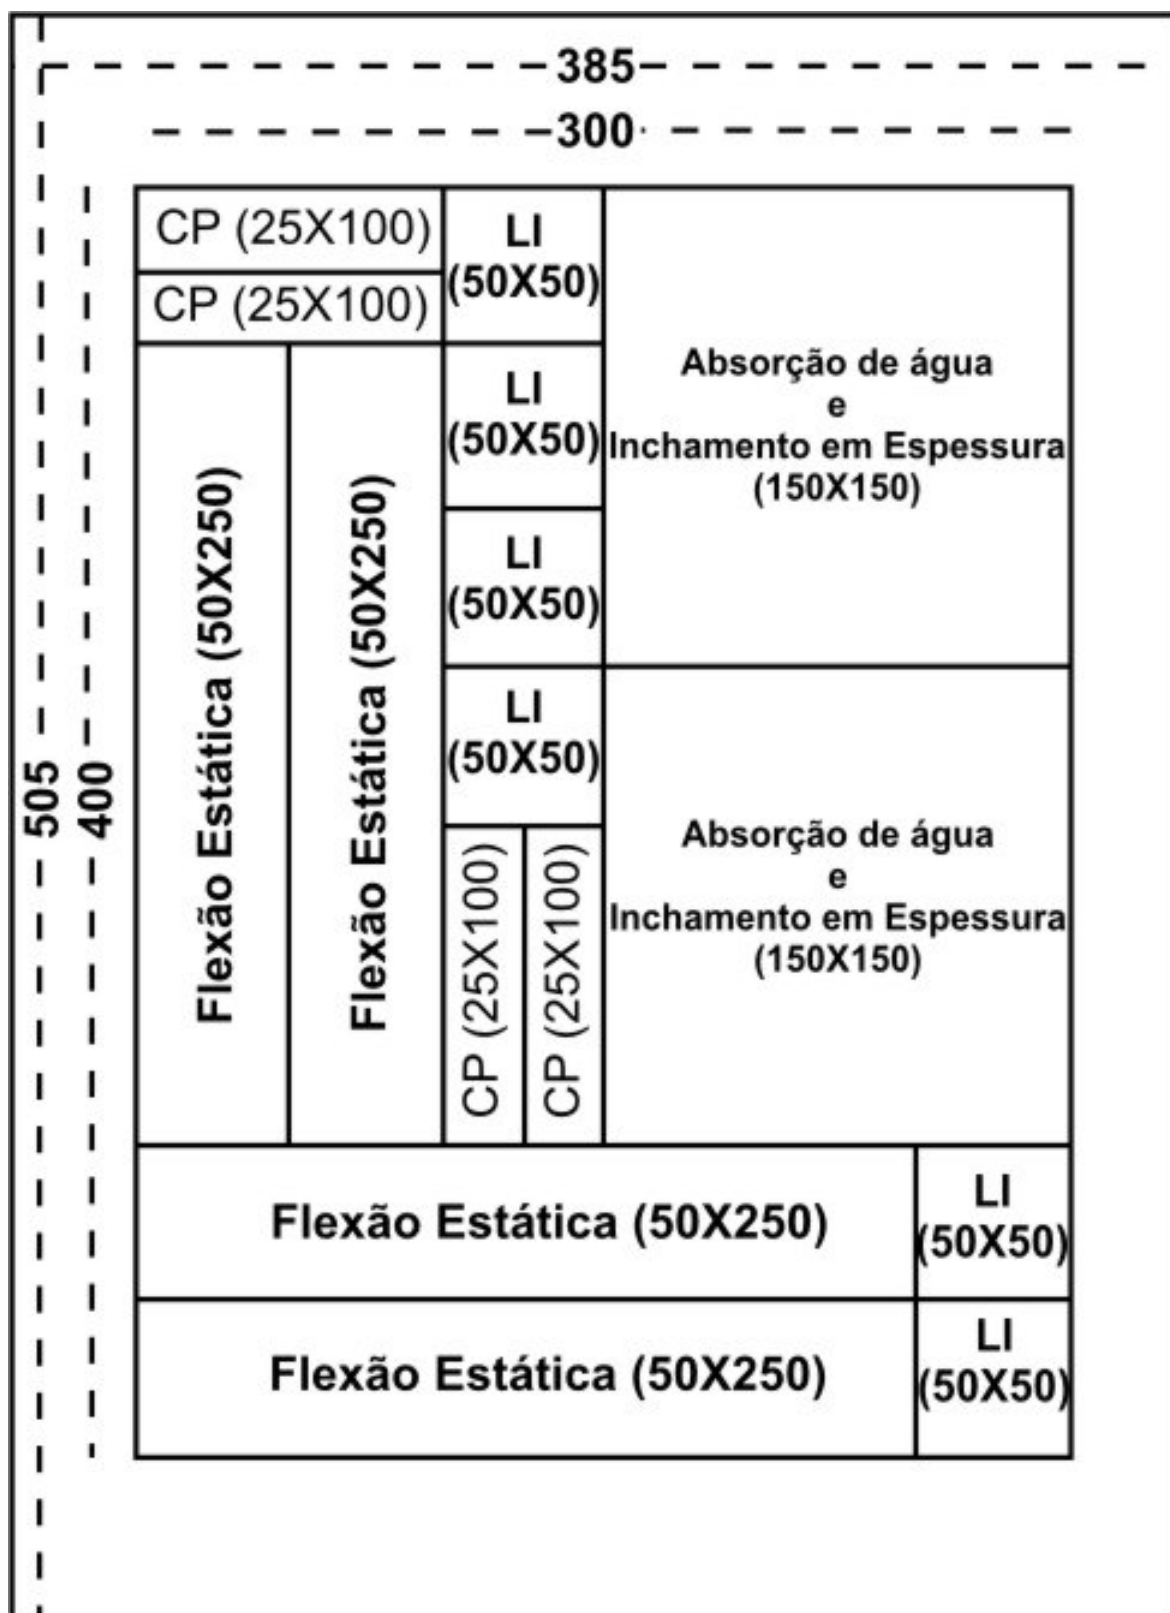 385
300
CP (25X100)
CP (25X100)
LI
(50X50)
LI
(50X50)
LI
(50X50)
LI
(50X50)
Absorção de água
e
Inchamento em Espessura
(150X150)
Absorção de água
e
Inchamento em Espessura
(150X150)
505
400
Flexão Estática (50X250)
Flexão Estática (50X250)
CP (25X100)
CP (25X100)
Flexão Estática (50X250)
LI
(50X50)
Flexão Estática (50X250)
LI
(50X50)